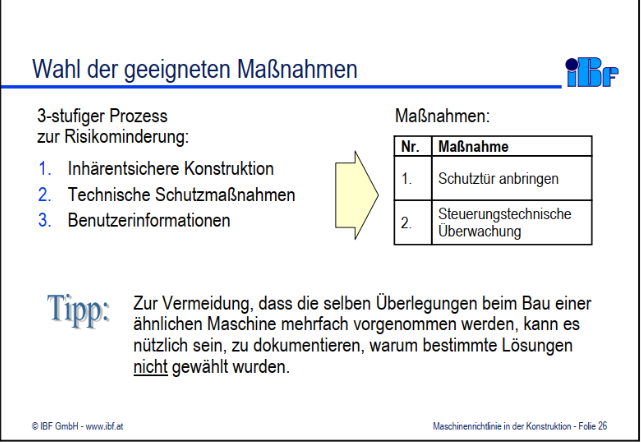 Wahl der geeigneten Maßnahmen
iBF
3-stufiger Prozess
zur Risikominderung:
1. Inhärentsichere Konstruktion
2. Technische Schutzmaßnahmen
3. Benutzerinformationen
Maßnahmen:
Nr. Maßnahme
1. Schutztür anbringen
2. Steuerungstechnische
Überwachung
Tipp:
Zur Vermeidung, dass die selben Überlegungen beim Bau einer
ähnlichen Maschine mehrfach vorgenommen werden, kann es
nützlich sein, zu dokumentieren, warum bestimmte Lösungen
nicht gewählt wurden.
© IBF GmbH - www.ibf.at
Maschinenrichtlinie in der Konstruktion - Folie 26